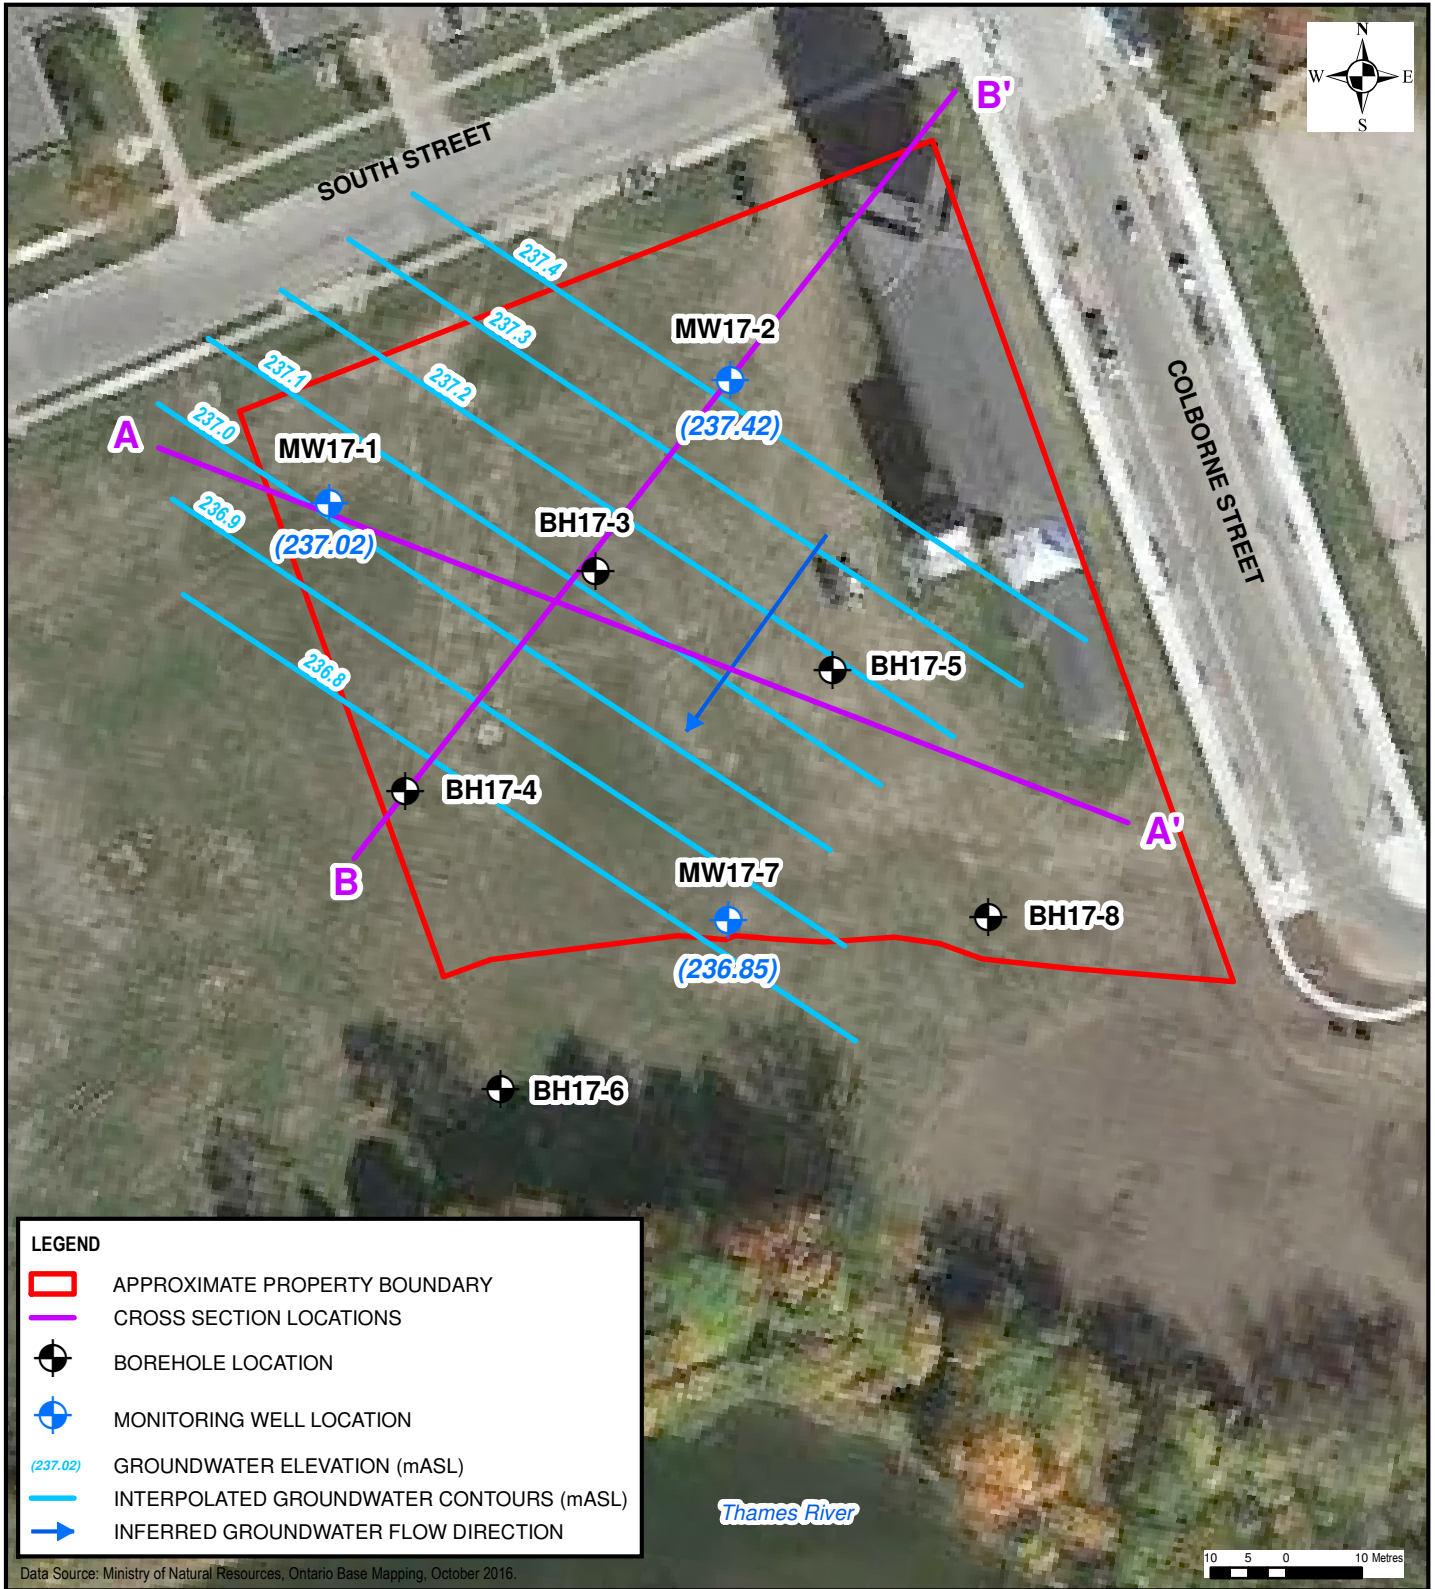 N
W E
S
B'
SOUTH STREET
237.4
237.3
MW17-2
237.2
237.1
(237.42)
237.0
A
MW17-1
COLBORNE STREET
236.9
BH17-3
(237.02)
236.8
BH17-5
BH17-4
A'
B
MW17-7
BH17-8
(236.85)
BH17-6
LEGEND
APPROXIMATE PROPERTY BOUNDARY
CROSS SECTION LOCATIONS
BOREHOLE LOCATION
MONITORING WELL LOCATION
(237.02) GROUNDWATER ELEVATION (mASL)
INTERPOLATED GROUNDWATER CONTOURS (mASL)
INFERRED GROUNDWATER FLOW DIRECTION
Thames River
10 5 0 10 Metres
Data Source: Ministry of Natural Resources, Ontario Base Mapping, October 2016.